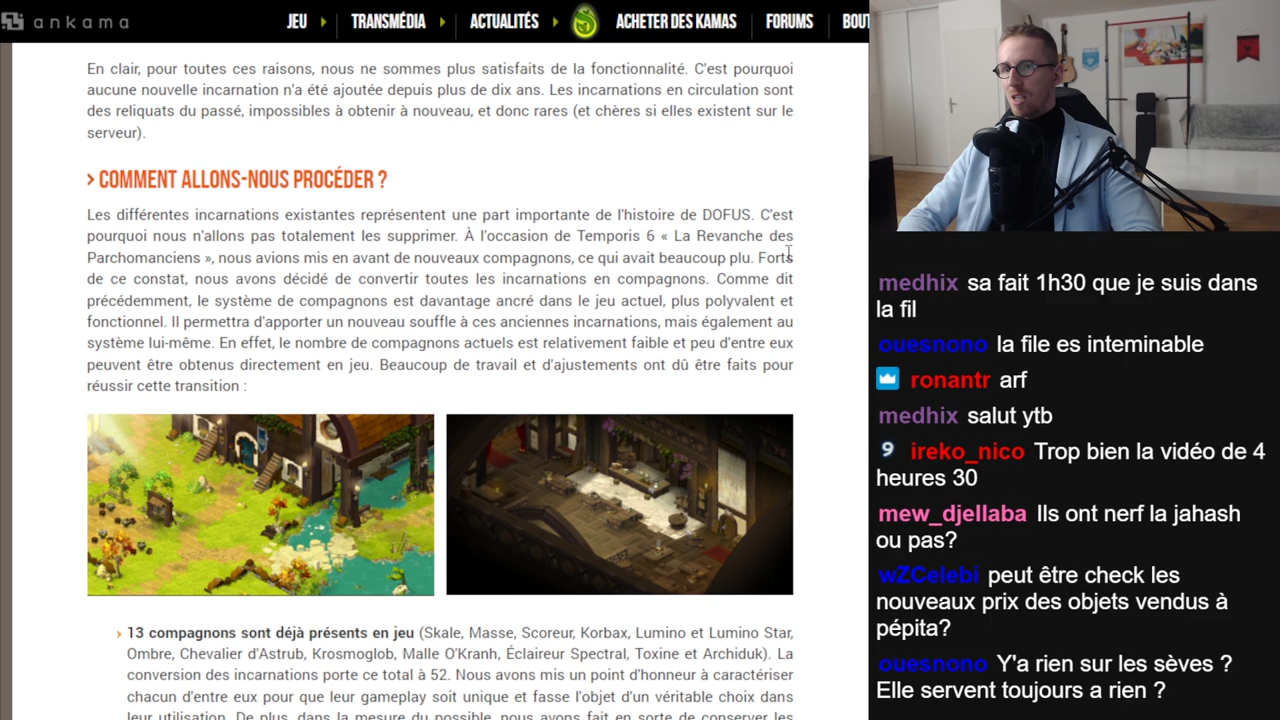 ankama JEU TRANSMÉDIA ACTUALITÉS ACHETER DES KAMAS FORUMS BOUT
En clair, pour toutes ces raisons, nous ne sommes plus satisfaits de la fonctionnalité. C'est pourquoi
aucune nouvelle incarnation n'a été ajoutée depuis plus de dix ans. Les incarnations en circulation sont
des reliquats du passé, impossibles à obtenir à nouveau, et donc rares (et chères si elles existent sur le
serveur).
> COMMENT ALLONS-NOUS PROCÉDER ?
Les différentes incarnations existantes représentent une part importante de l'histoire de DOFUS. C'est
pourquoi nous n'allons pas totalement les supprimer. À l'occasion de Temporis 6 « La Revanche des
Parchomanciens », nous avions mis en avant de nouveaux compagnons, ce qui avait beaucoup plu. Forts
de ce constat, nous avons décidé de convertir toutes les incarnations en compagnons. Comme dit
précédemment, le système de compagnons est davantage ancré dans le jeu actuel, plus polyvalent et
fonctionnel. Il permettra d'apporter un nouveau souffle à ces anciennes incarnations, mais également au
système lui-même. En effet, le nombre de compagnons actuels est relativement faible et peu d'entre eux
peuvent être obtenus directement en jeu. Beaucoup de travail et d'ajustements ont dû être faits pour
réussir cette transition :
› 13 compagnons sont déjà présents en jeu (Skale, Masse, Scoreur, Korbax, Lumino et Lumino Star,
Ombre, Chevalier d'Astrub, Krosmoglob, Malle O'Kranh, Éclaireur Spectral, Toxine et Archiduk). La
conversion des incarnations porte ce total à 52. Nous avons mis un point d'honneur à caractériser
chacun d'entre eux pour que leur gameplay soit unique et fasse l'objet d'un véritable choix dans
leur utilisation. De plus, dans la mesure du possible, nous avons fait en sorte de conserver les
medhix sa fait 1h30 que je suis dans
la fil
ouesnono la file es inteminable
ronantr arf
medhix salut ytb
9 ireko_nico Trop bien la vidéo de 4
heures 30
mew_djellaba Ils ont nerf la jahash
ou pas?
wZCelebi peut être check les
nouveaux prix des objets vendus à
pépita?
ouesnono Y'a rien sur les sèves ?
Elle servent toujours a rien ?